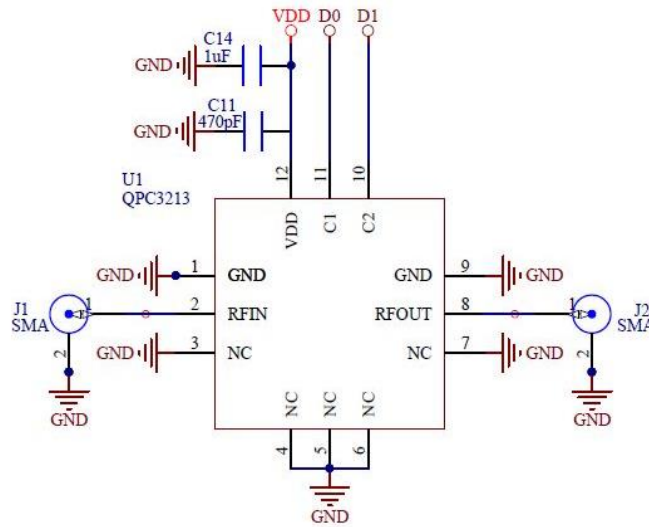 VDD D0 D1
C14
GND 1uF
C11
GND 470pF
U1
QPC3213
12 11 10
VDD C1 C2
GND 1 GND GND 9 GND
J1 1 2 RFIN RFOUT 8 1 J2
SMA SMA
2 GND 3 NC NC 7 GND 2
NC NC NC
GND 4 5 6 GND
GND